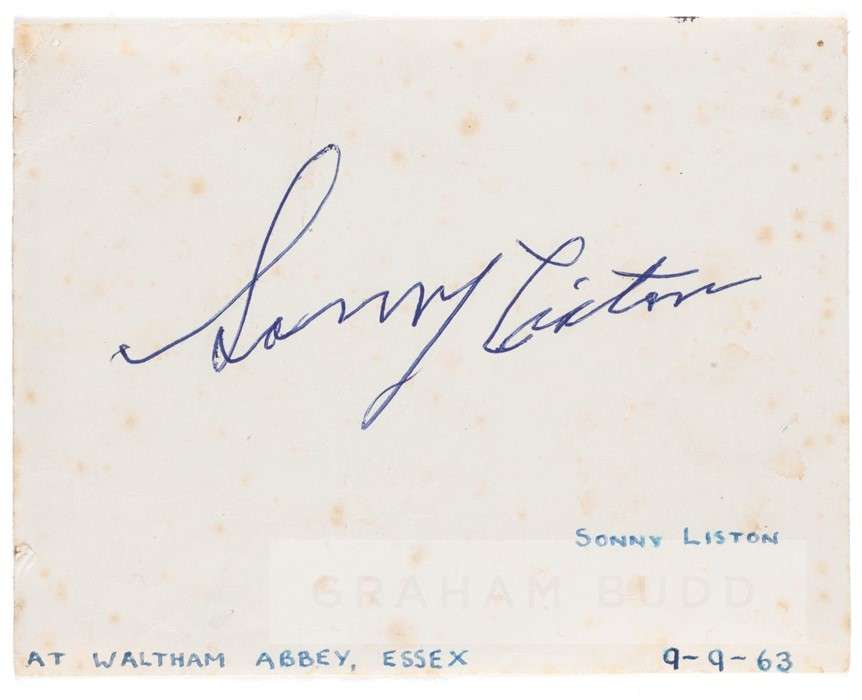 Sonny Liston
SONNY LISTON
GRAHAM BUDD
AT WALTHAM ABBEY, ESSEX 9-9-63